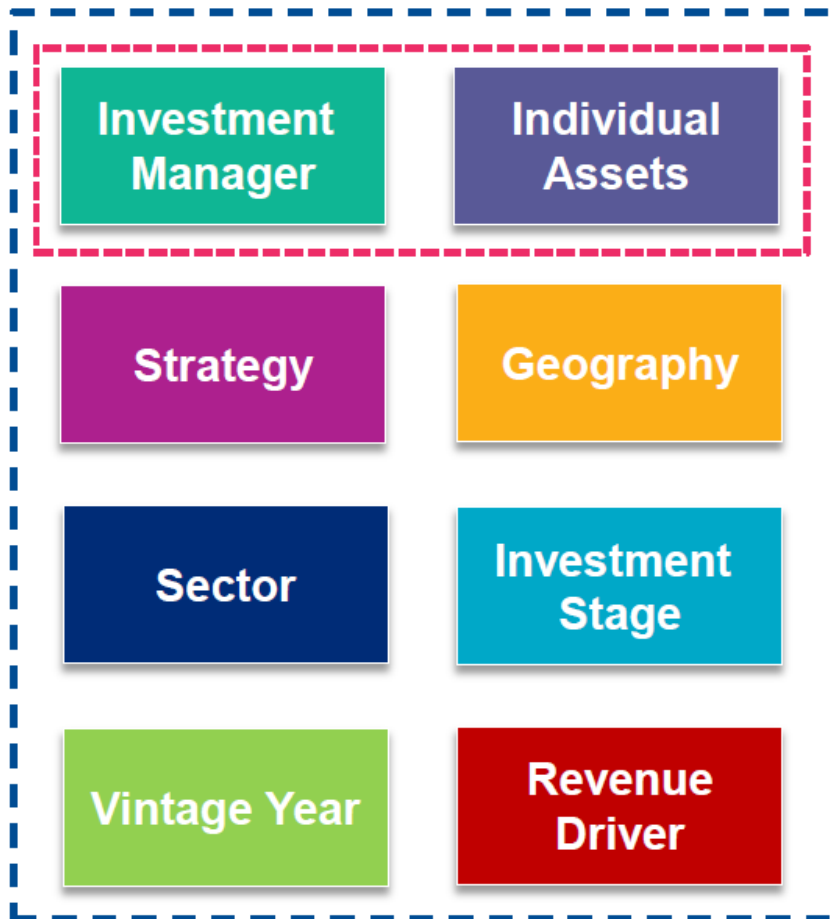 Investment
Manager
Individual
Assets
Strategy
Geography
Sector
Investment
Stage
Vintage Year
Revenue
Driver